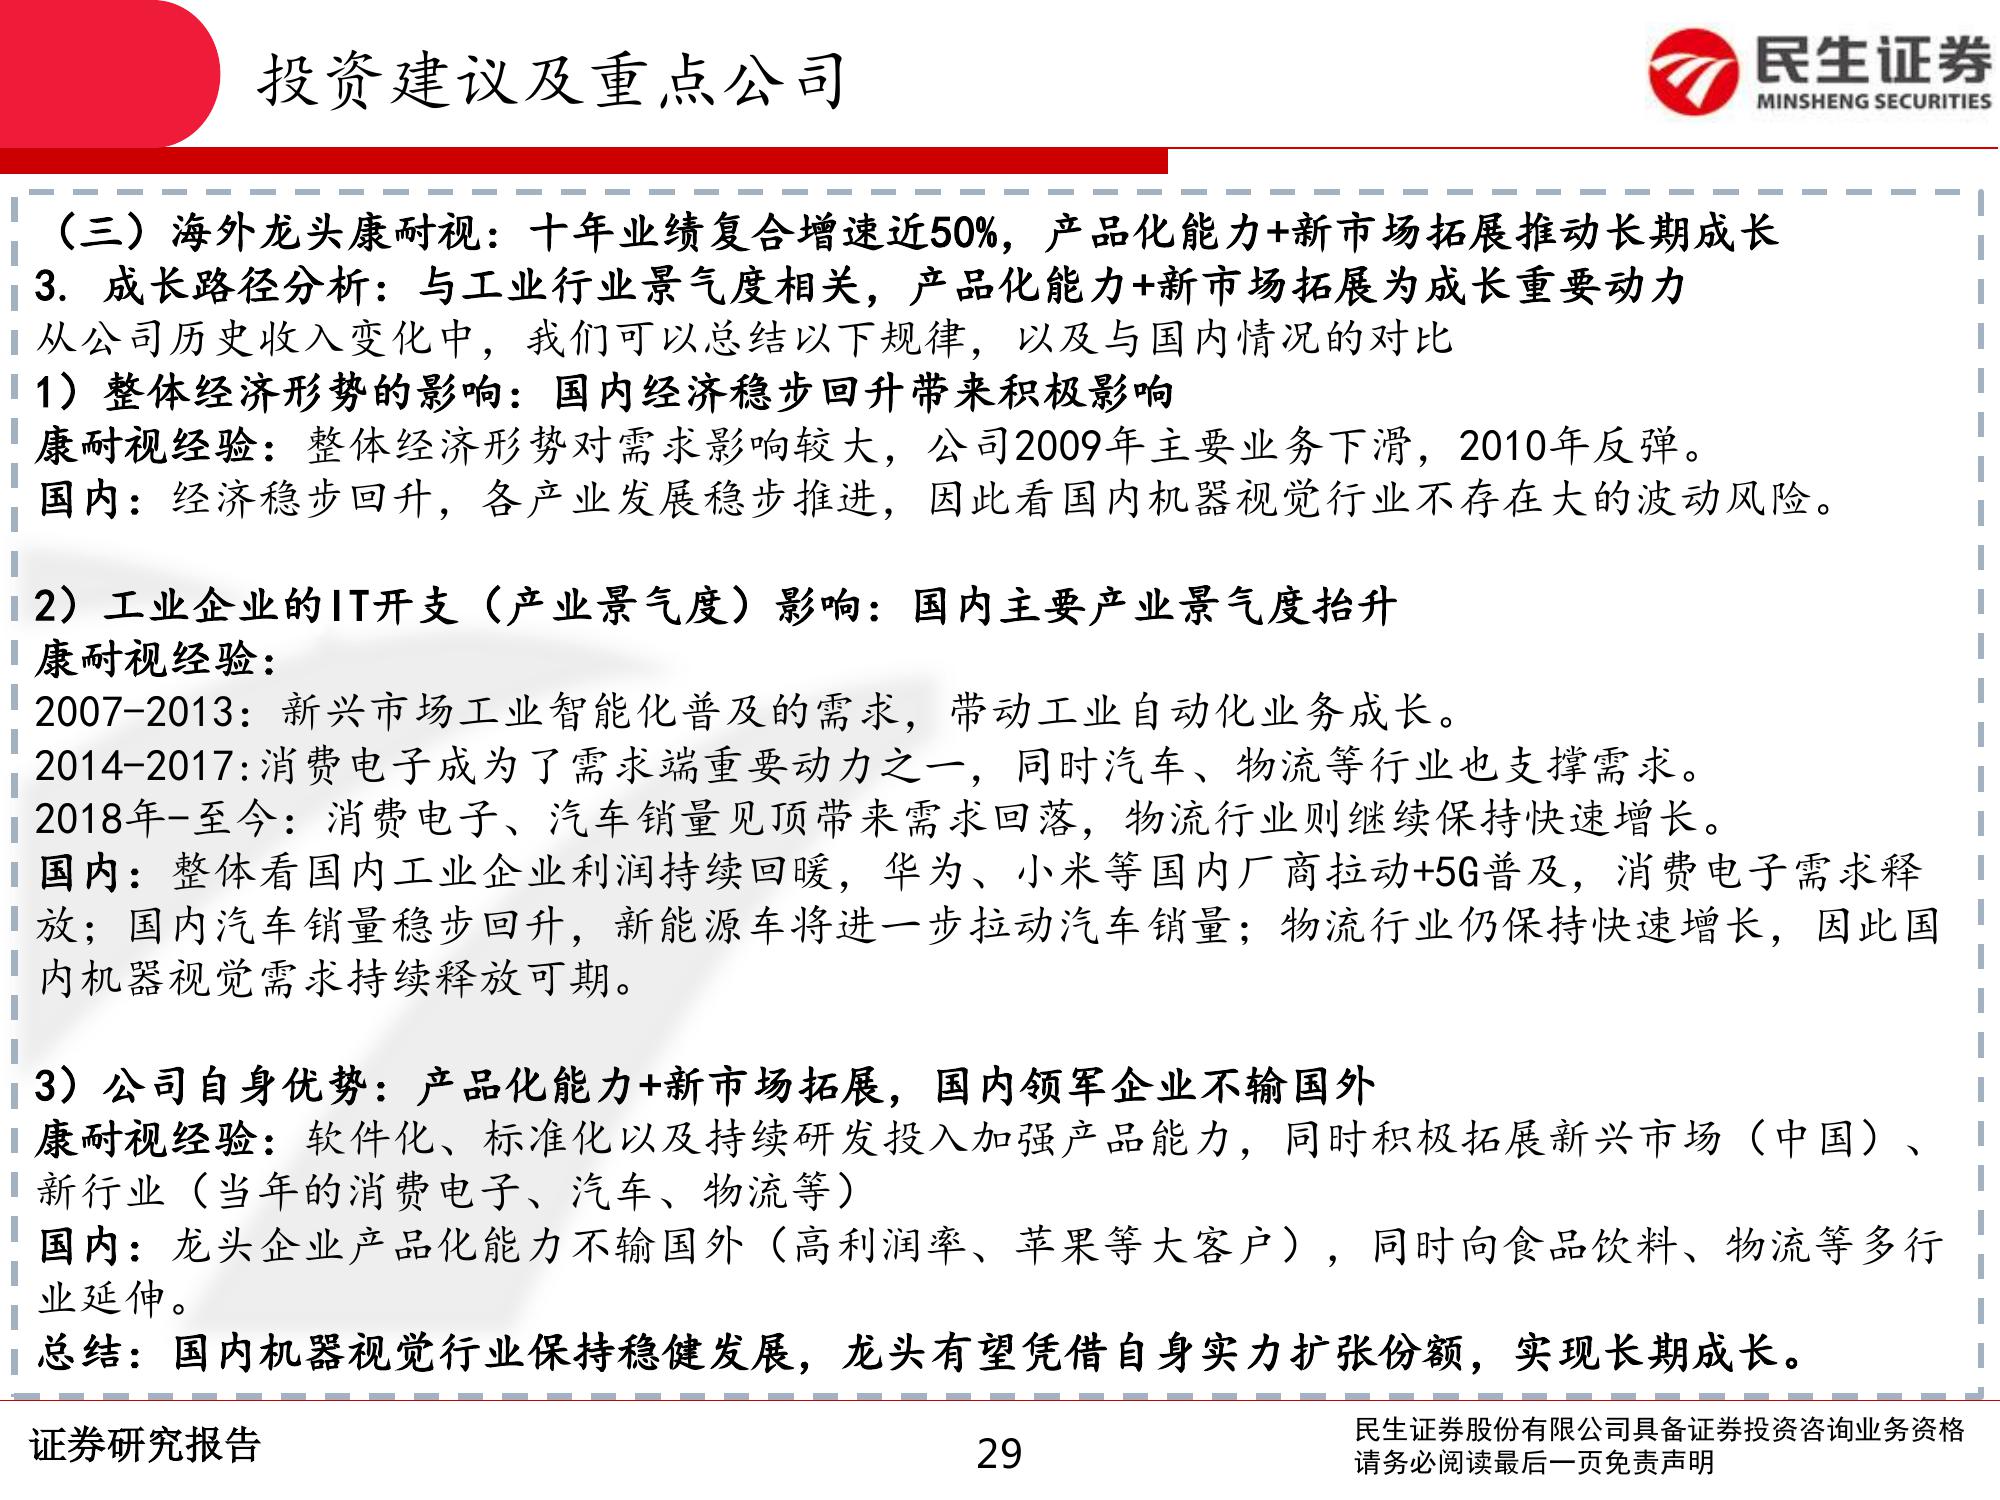 投资建议及重点公司
民生证券
MINSHENG SECURITIES
（三）海外龙头康耐视：十年业绩复合增速近50%，产品化能力+新市场拓展推动长期成长
3. 成长路径分析：与工业行业景气度相关，产品化能力+新市场拓展为成长重要动力
从公司历史收入变化中，我们可以总结以下规律，以及与国内情况的对比
1）整体经济形势的影响：国内经济稳步回升带来积极影响
康耐视经验：整体经济形势对需求影响较大，公司2009年主要业务下滑，2010年反弹。
国内：经济稳步回升，各产业发展稳步推进，因此看国内机器视觉行业不存在大的波动风险。
2）工业企业的IT开支（产业景气度）影响：国内主要产业景气度抬升
康耐视经验：
2007-2013：新兴市场工业智能化普及的需求，带动工业自动化业务成长。
2014-2017:消费电子成为了需求端重要动力之一，同时汽车、物流等行业也支撑需求。
2018年-至今：消费电子、汽车销量见顶带来需求回落，物流行业则继续保持快速增长。
国内：整体看国内工业企业利润持续回暖，华为、小米等国内厂商拉动+5G普及，消费电子需求释
放；国内汽车销量稳步回升，新能源车将进一步拉动汽车销量；物流行业仍保持快速增长，因此国
内机器视觉需求持续释放可期。
3）公司自身优势：产品化能力+新市场拓展，国内领军企业不输国外
康耐视经验：软件化、标准化以及持续研发投入加强产品能力，同时积极拓展新兴市场（中国）、
新行业（当年的消费电子、汽车、物流等）
国内：龙头企业产品化能力不输国外（高利润率、苹果等大客户），同时向食品饮料、物流等多行
业延伸。
总结：国内机器视觉行业保持稳健发展，龙头有望凭借自身实力扩张份额，实现长期成长。
证券研究报告
29
民生证券股份有限公司具备证券投资咨询业务资格
请务必阅读最后一页免责声明